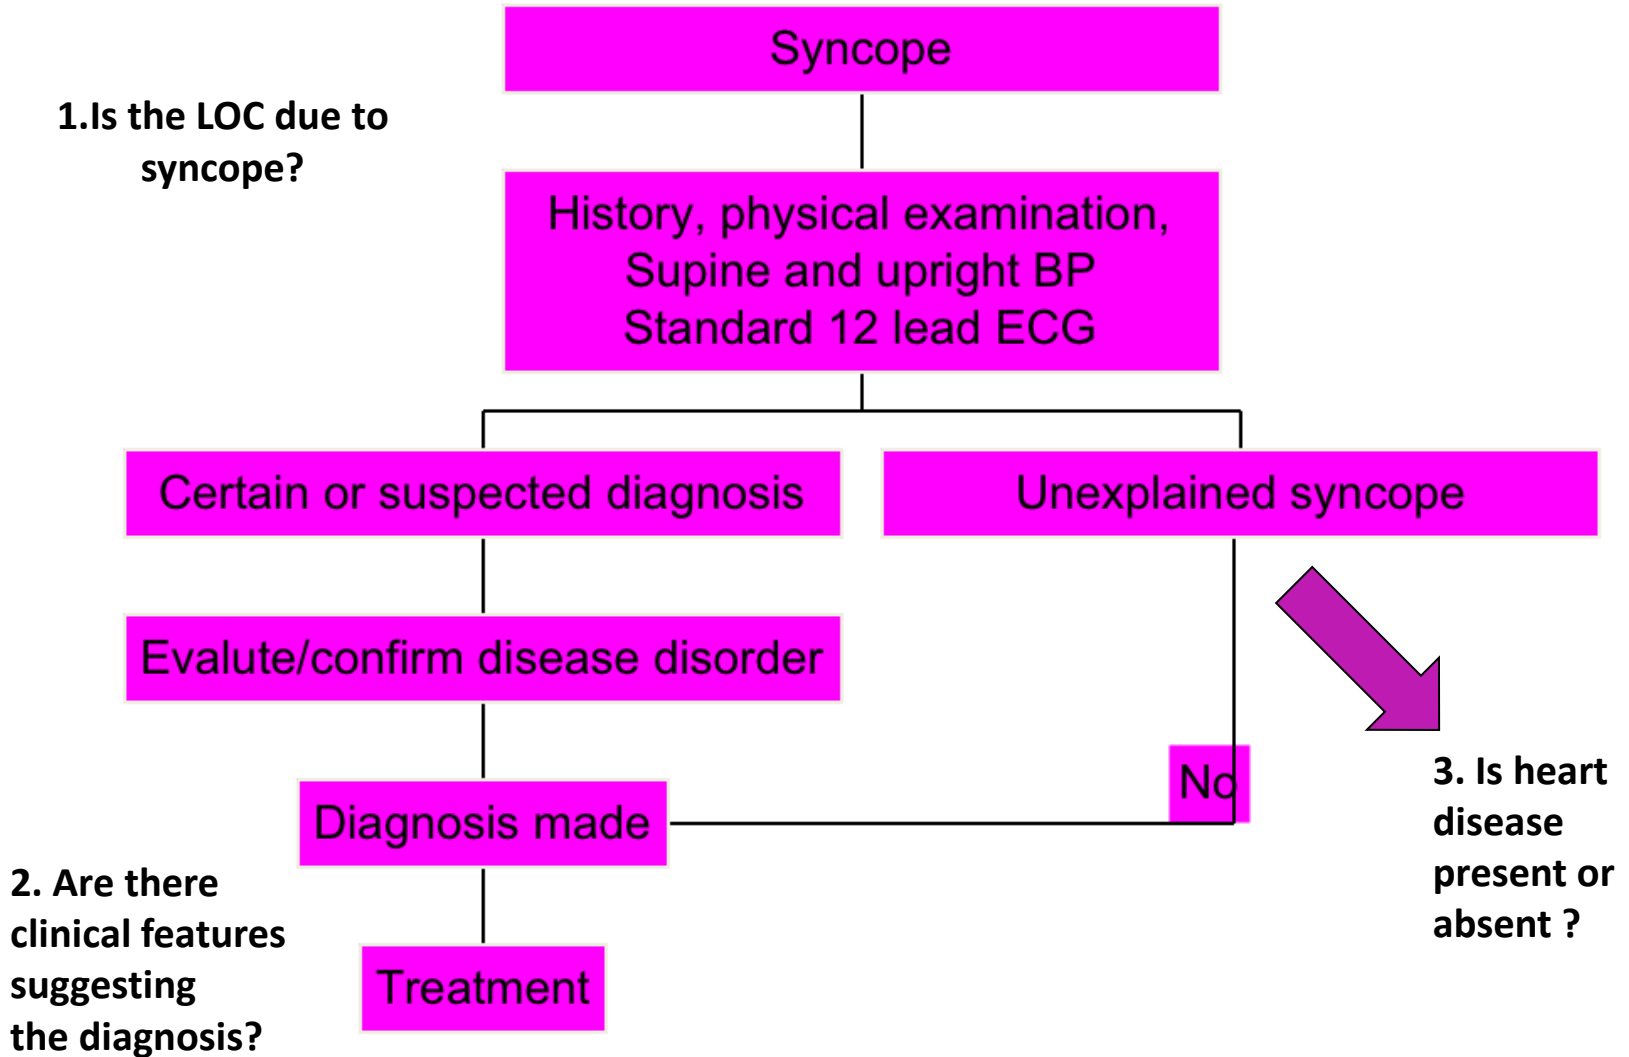 Syncope
1.Is the LOC due to
syncope?
History, physical examination,
Supine and upright BP
Standard 12 lead ECG
Certain or suspected diagnosis
Unexplained syncope
Evalute/confirm disease disorder
No
Diagnosis made
3. Is heart
disease
present or
absent ?
2. Are there
clinical features
suggesting
the diagnosis?
Treatment